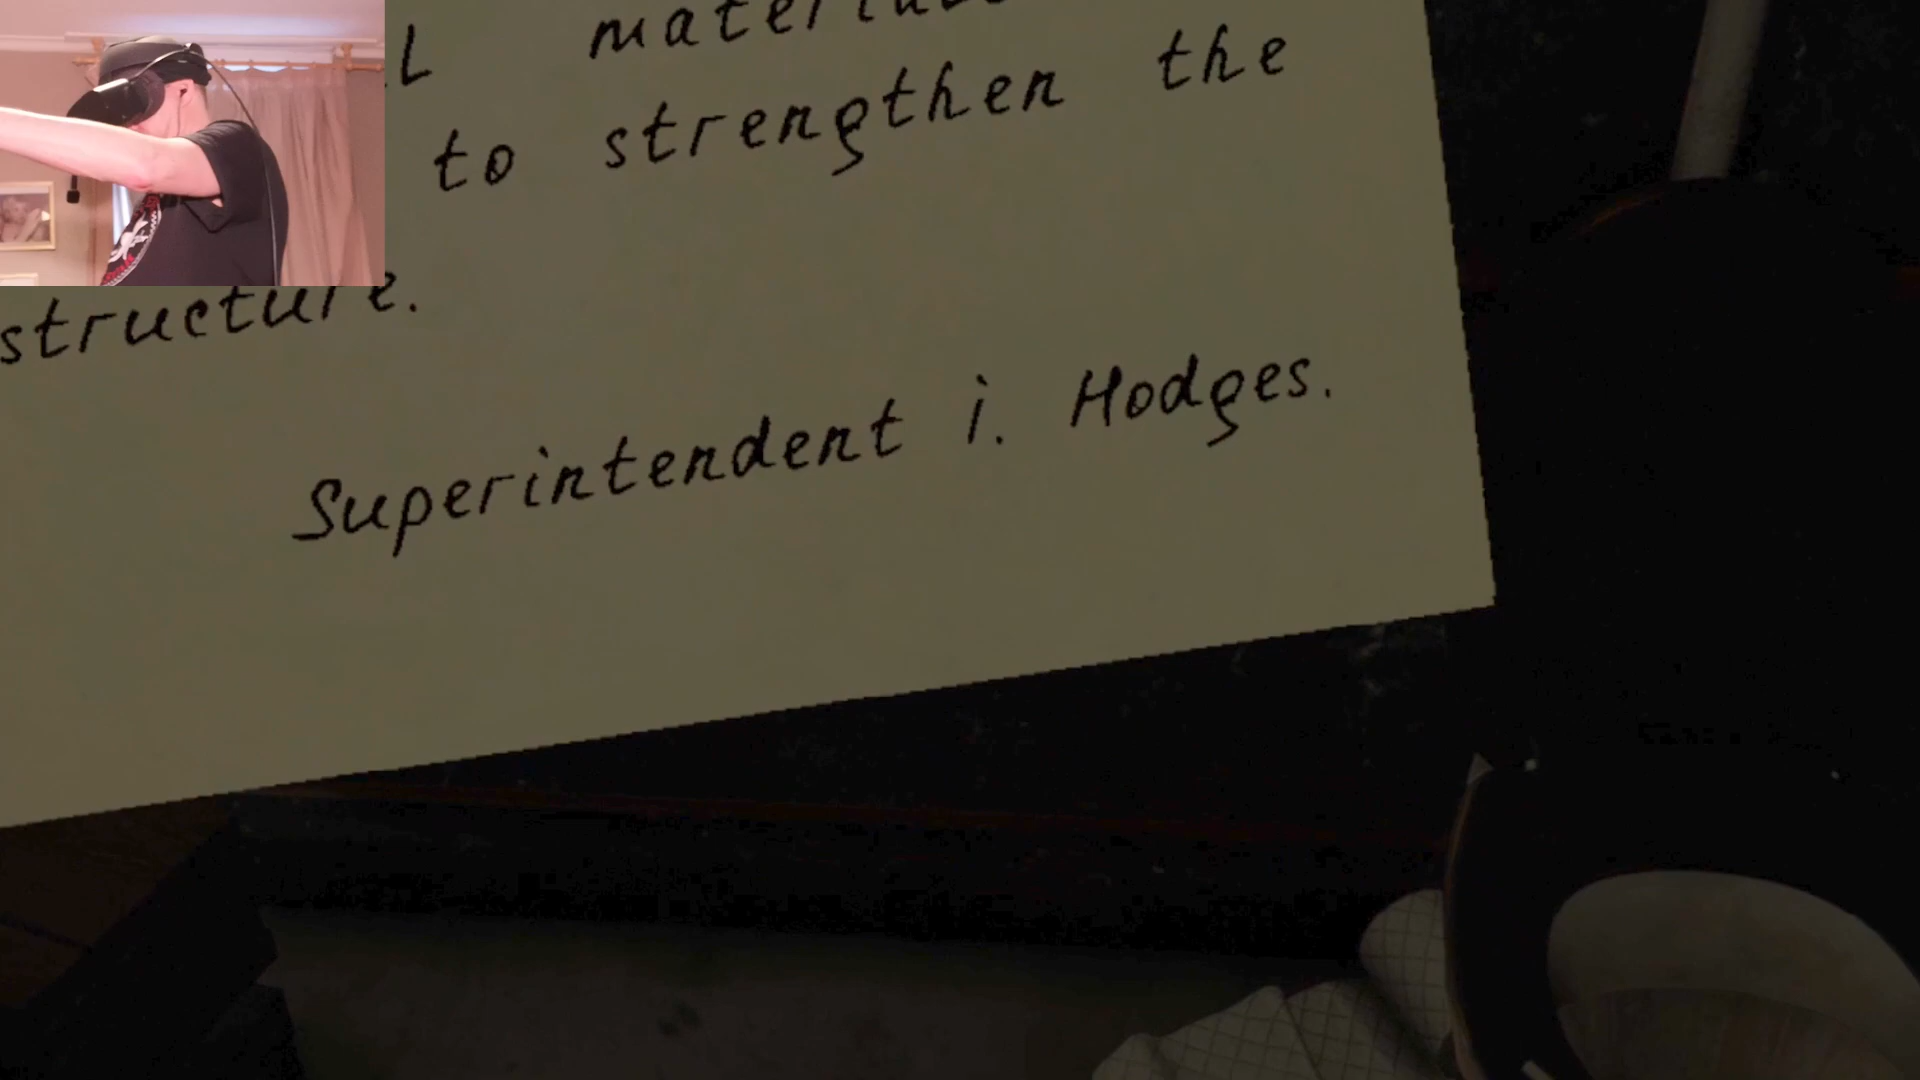 to strengthen the
structure.
Superintendent i. Hodges.